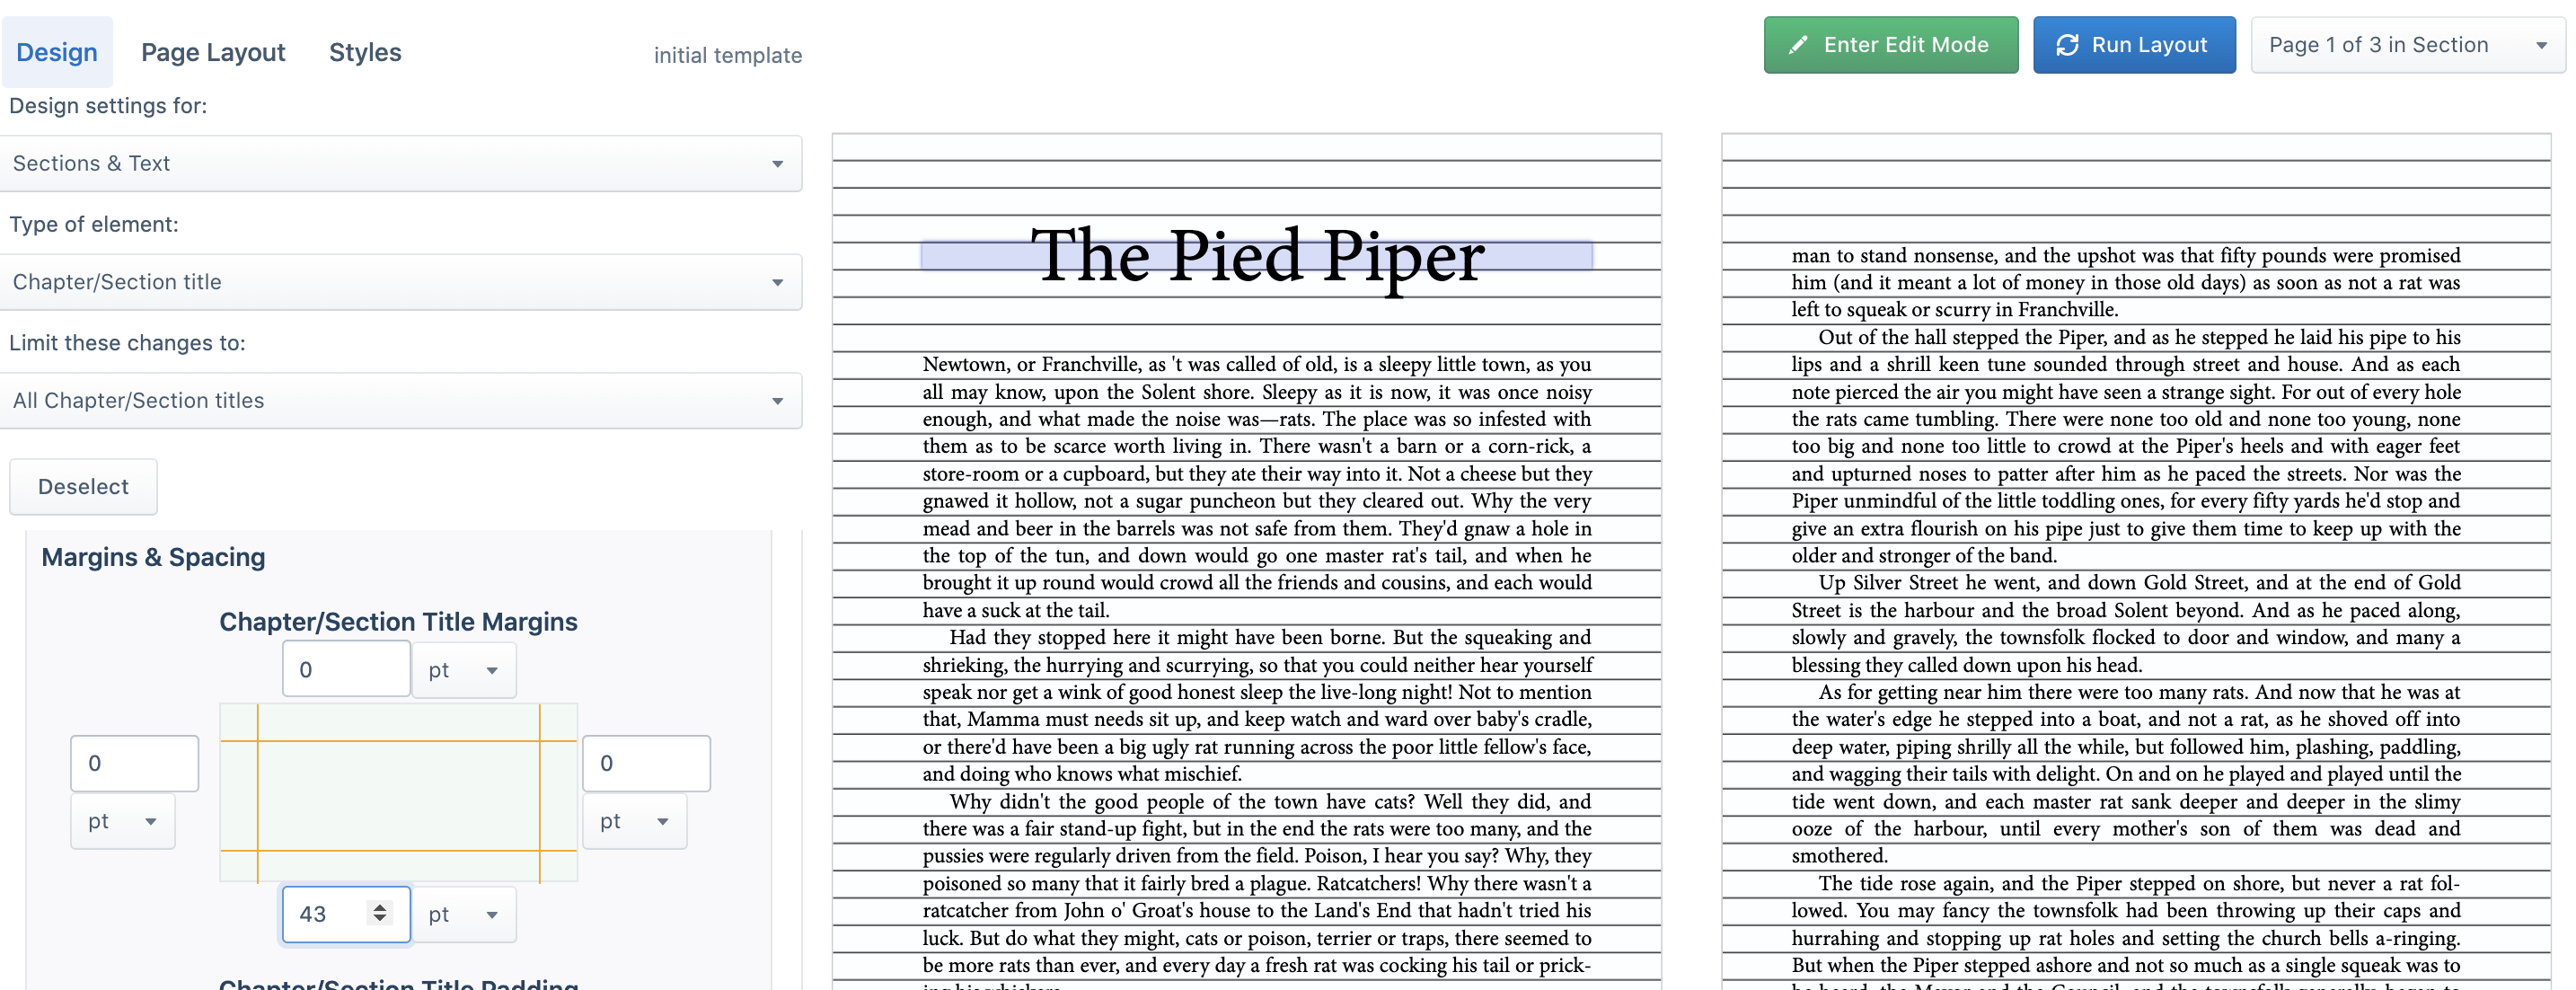 Design
Page Layout
Styles
initial template
Enter Edit Mode
Run Layout
Page 1 of 3 in Section
Design settings for:
Sections & Text
Type of element:
Chapter/Section title
Limit these changes to:
All Chapter/Section titles
Deselect
Margins & Spacing
Chapter/Section Title Margins
0
pt
0
pt
0
pt
43
pt
Chapter/Section Title Padding
The Pied Piper
Newtown, or Franchville, as 't was called of old, is a sleepy little town, as you
all may know, upon the Solent shore. Sleepy as it is now, it was once noisy
enough, and what made the noise was—rats. The place was so infested with
them as to be scarce worth living in. There wasn't a barn or a corn-rick, a
store-room or a cupboard, but they ate their way into it. Not a cheese but they
gnawed it hollow, not a sugar puncheon but they cleared out. Why the very
mead and beer in the barrels was not safe from them. They'd gnaw a hole in
the top of the tun, and down would go one master rat's tail, and when he
brought it up round would crowd all the friends and cousins, and each would
have a suck at the tail.
Had they stopped here it might have been borne. But the squeaking and
shrieking, the hurrying and scurrying, so that you could neither hear yourself
speak nor get a wink of good honest sleep the live-long night! Not to mention
that, Mamma must needs sit up, and keep watch and ward over baby's cradle,
or there'd have been a big ugly rat running across the poor little fellow's face,
and doing who knows what mischief.
Why didn't the good people of the town have cats? Well they did, and
there was a fair stand-up fight, but in the end the rats were too many, and the
pussies were regularly driven from the field. Poison, I hear you say? Why, they
poisoned so many that it fairly bred a plague. Ratcatchers! Why there wasn't a
ratcatcher from John o' Groat's house to the Land's End that hadn't tried his
luck. But do what they might, cats or poison, terrier or traps, there seemed to
be more rats than ever, and every day a fresh rat was cocking his tail or prick-
ing his whiskers.
man to stand nonsense, and the upshot was that fifty pounds were promised
him (and it meant a lot of money in those old days) as soon as not a rat was
left to squeak or scurry in Franchville.
Out of the hall stepped the Piper, and as he stepped he laid his pipe to his
lips and a shrill keen tune sounded through street and house. And as each
note pierced the air you might have seen a strange sight. For out of every hole
the rats came tumbling. There were none too old and none too young, none
too big and none too little to crowd at the Piper's heels and with eager feet
and upturned noses to patter after him as he paced the streets. Nor was the
Piper unmindful of the little toddling ones, for every fifty yards he'd stop and
give an extra flourish on his pipe just to give them time to keep up with the
older and stronger of the band.
Up Silver Street he went, and down Gold Street, and at the end of Gold
Street is the harbour and the broad Solent beyond. And as he paced along,
slowly and gravely, the townsfolk flocked to door and window, and many a
blessing they called down upon his head.
As for getting near him there were too many rats. And now that he was at
the water's edge he stepped into a boat, and not a rat, as he shoved off into
deep water, piping shrilly all the while, but followed him, plashing, paddling,
and wagging their tails with delight. On and on he played and played until the
tide went down, and each master rat sank deeper and deeper in the slimy
ooze of the harbour, until every mother's son of them was dead and
smothered.
The tide rose again, and the Piper stepped on shore, but never a rat fol-
lowed. You may fancy the townsfolk had been throwing up their caps and
hurrahing and stopping up rat holes and setting the church bells a-ringing.
But when the Piper stepped ashore and not so much as a single squeak was to
be heard, the Mayor and the Council, and the townsfolk generally, began to